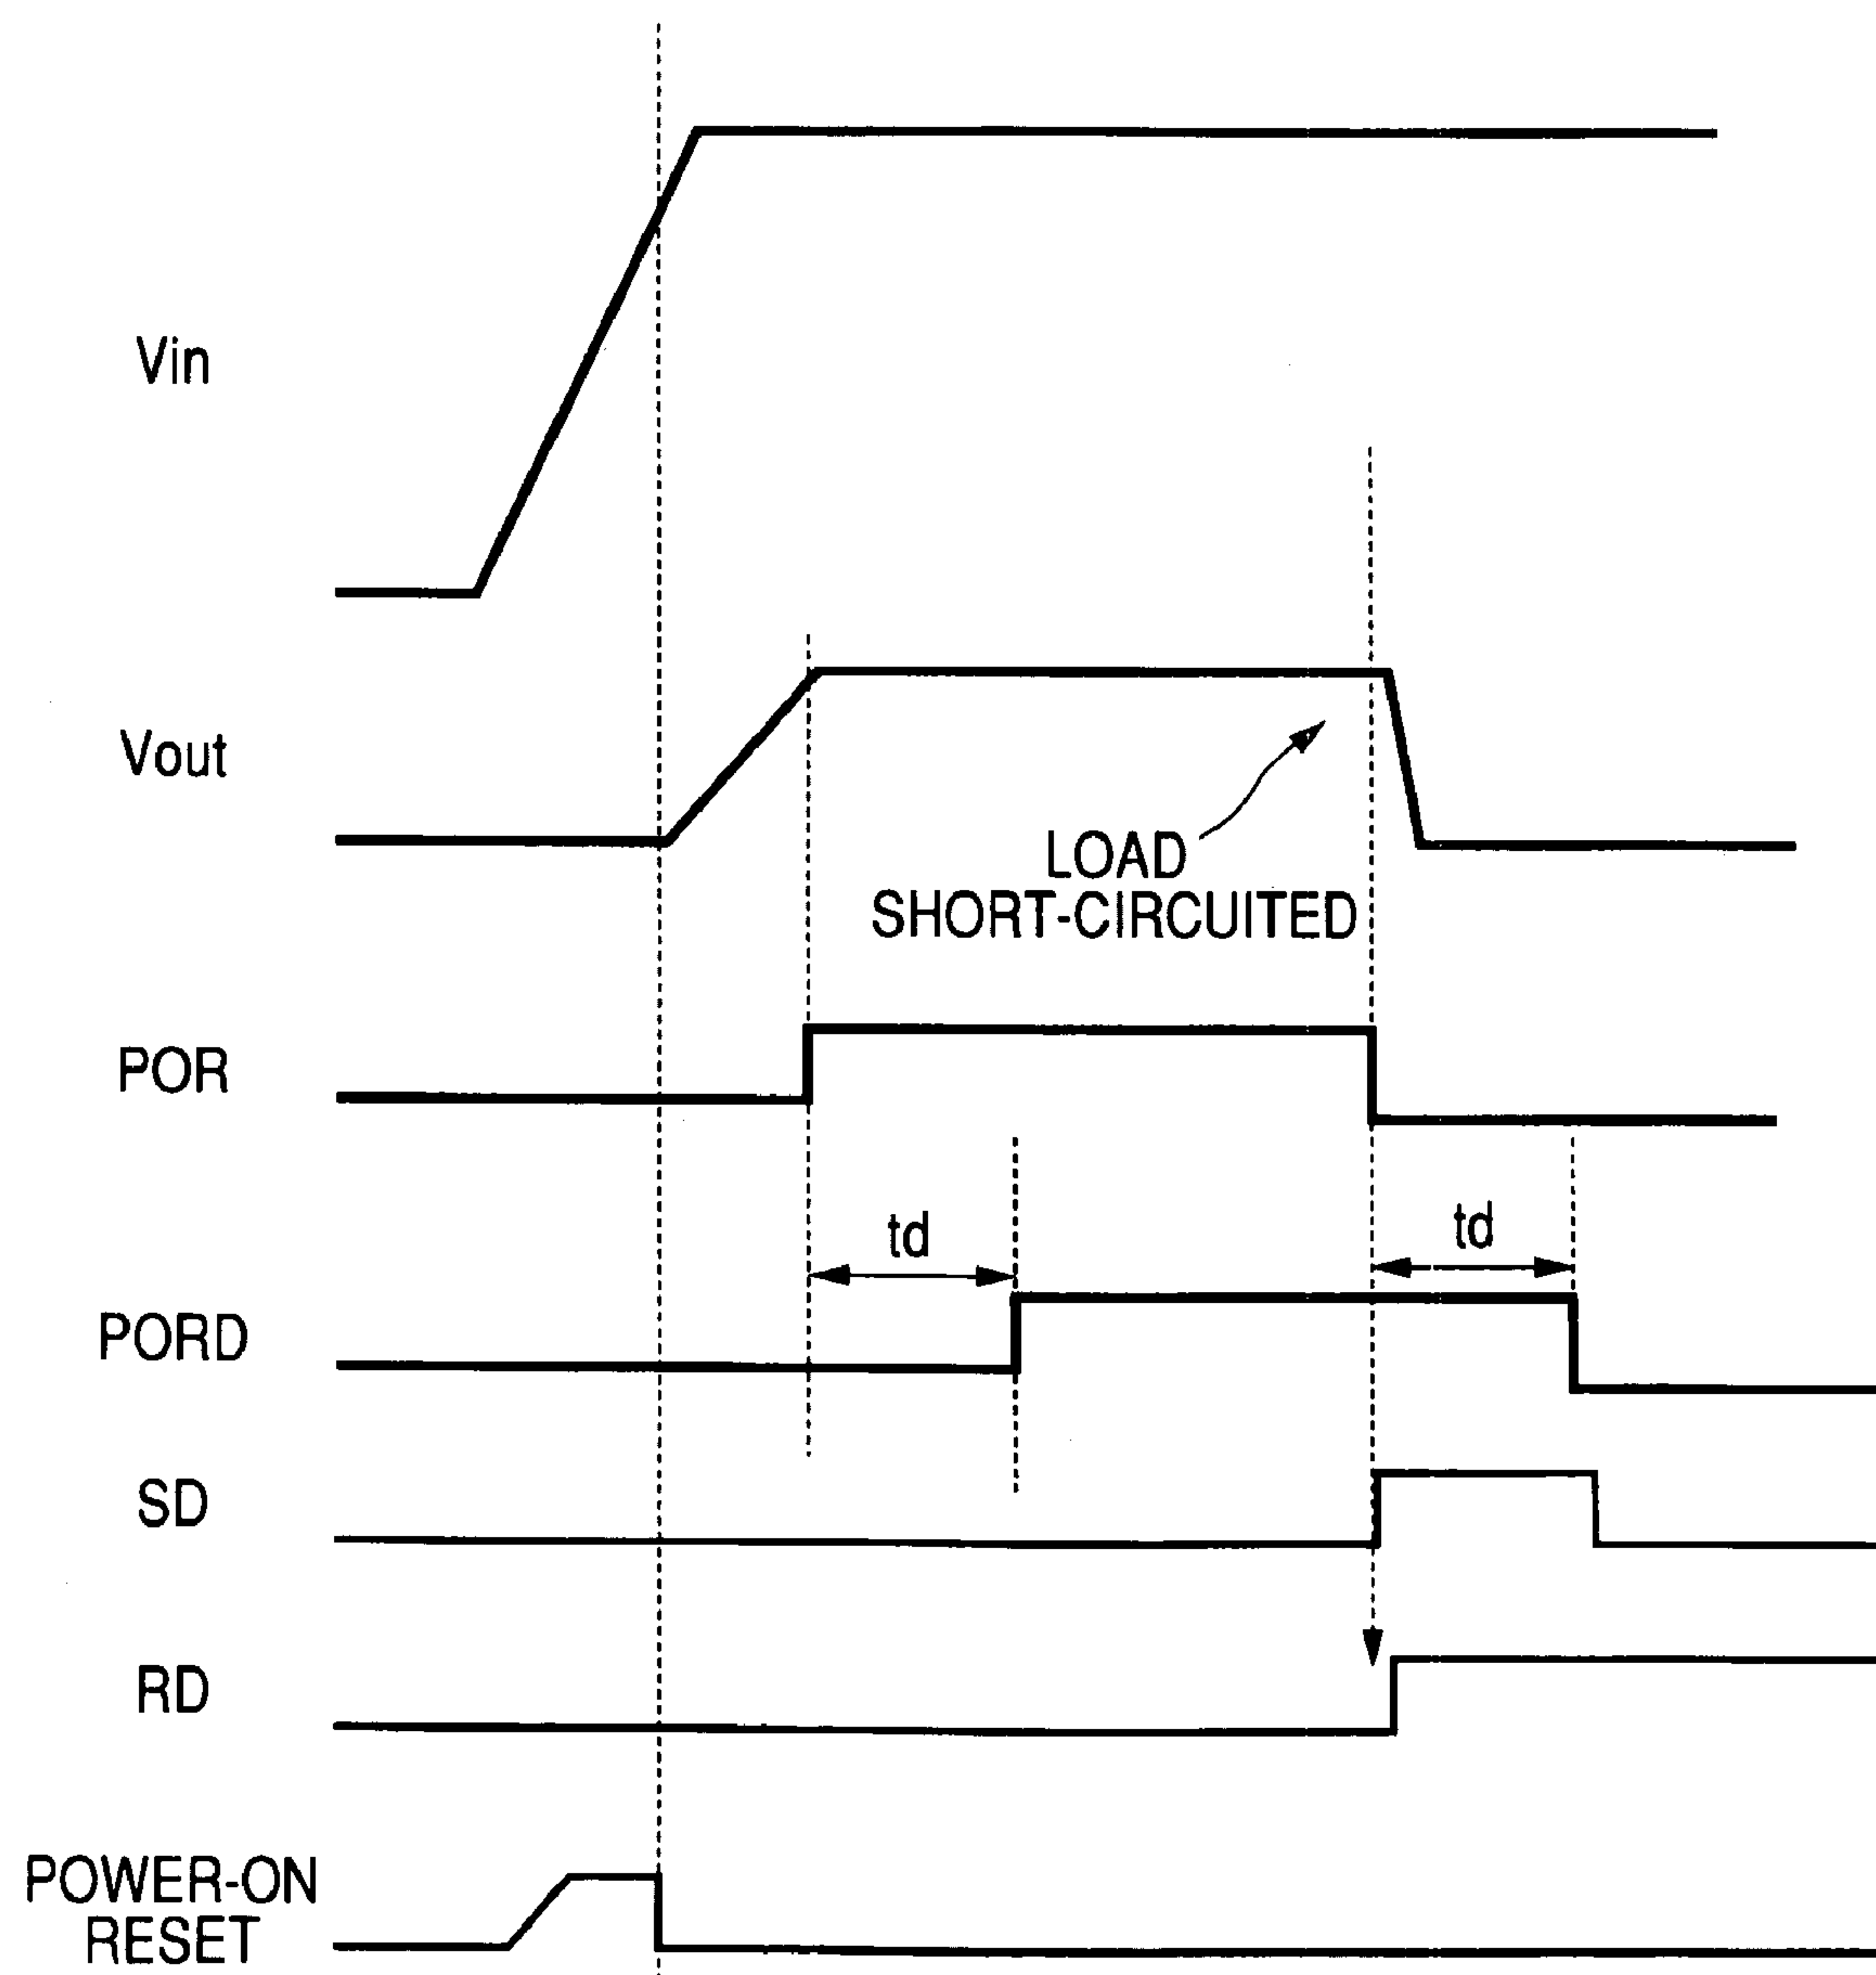 Vin
Vout
LOAD
SHORT-CIRCUITED
POR
td
td
PORD
SD
RD
POWER-ON
RESET